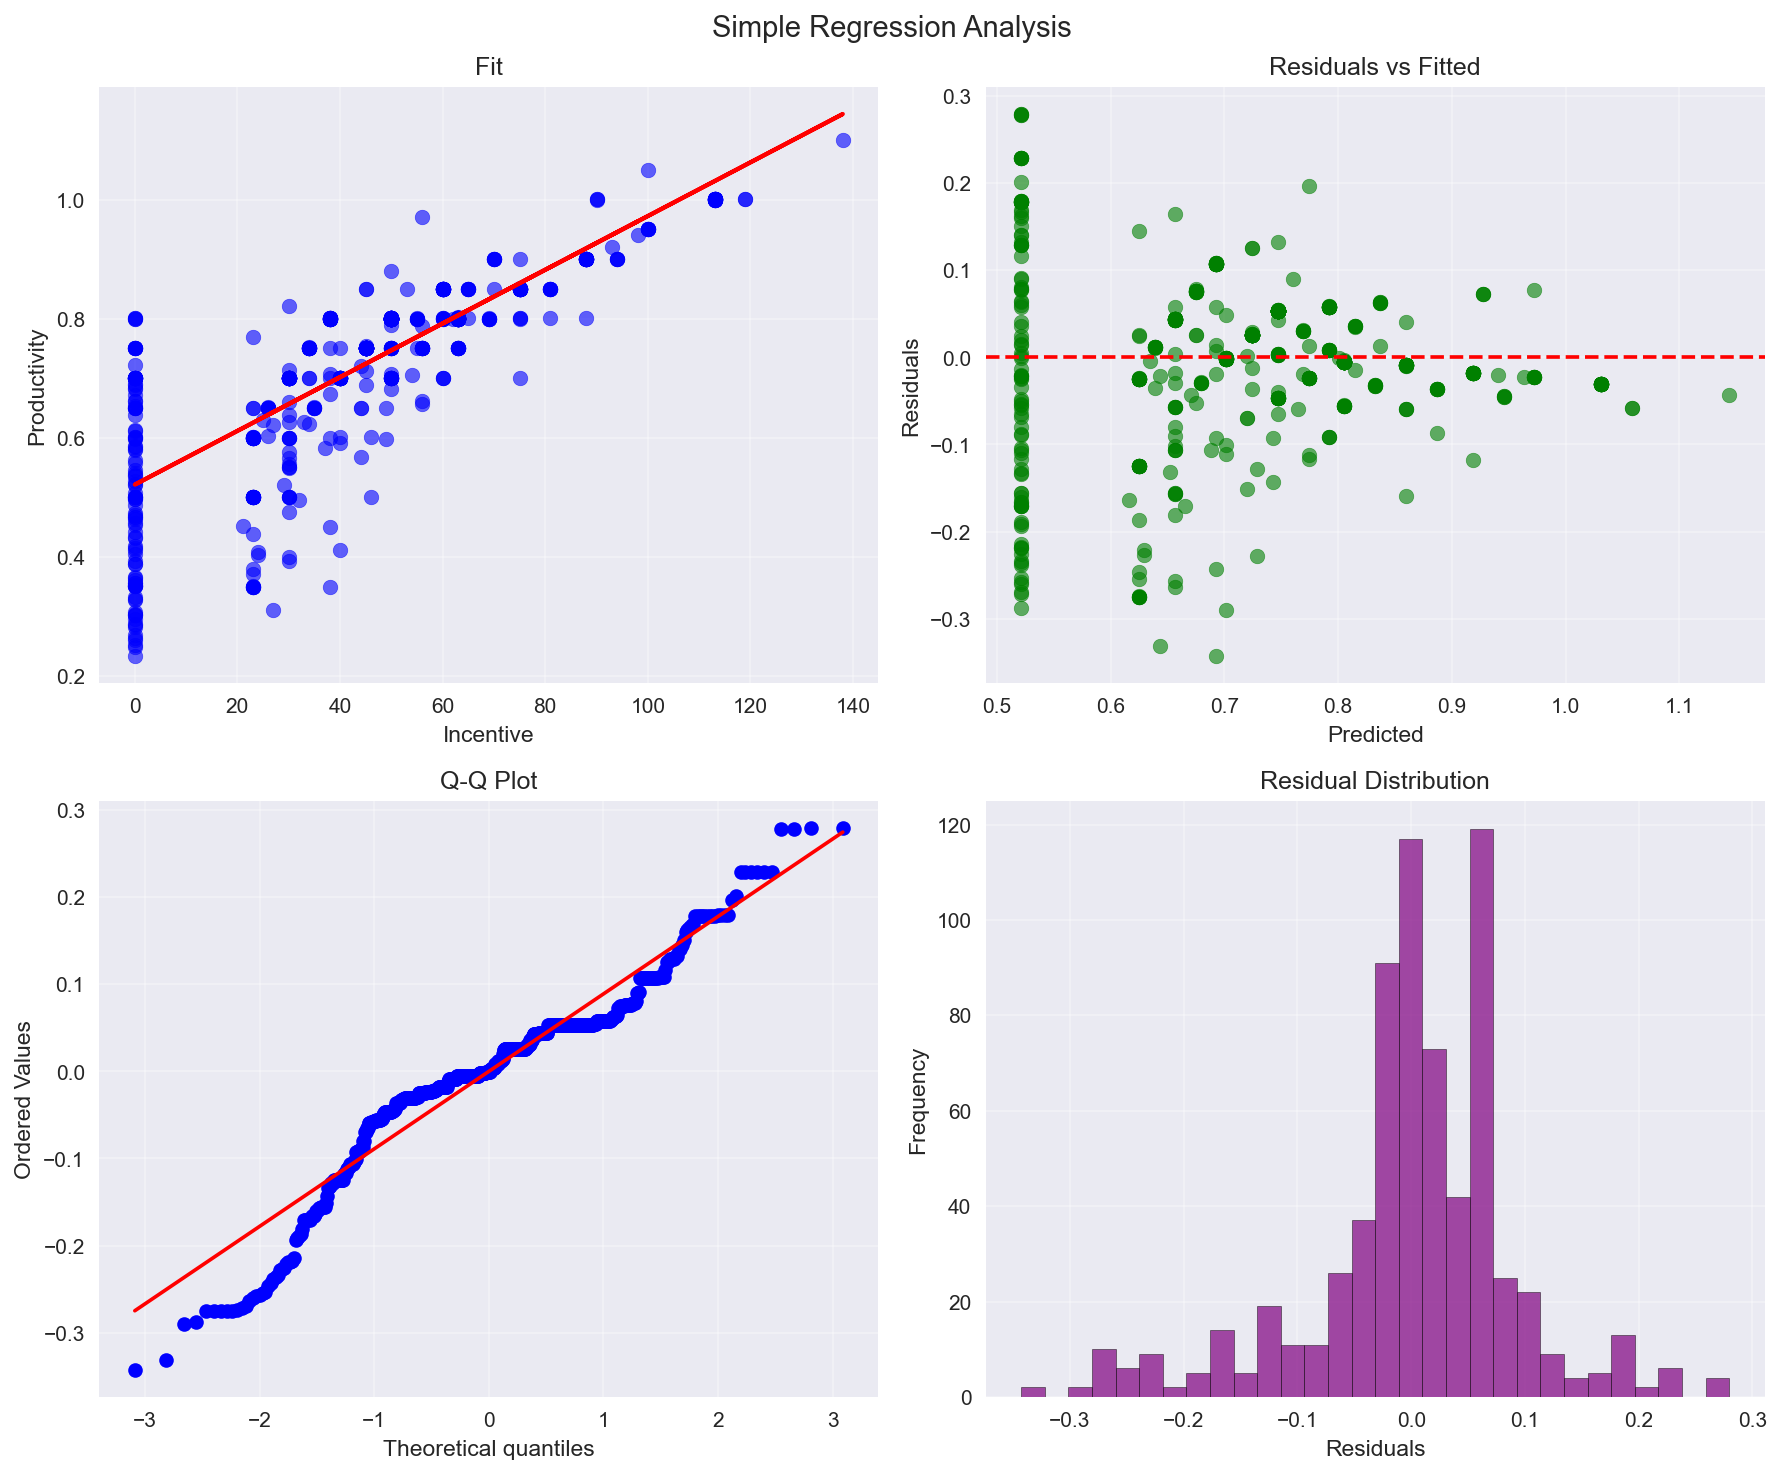 Simple Regression Analysis
Fit
Productivity
1.0
0.8
0.6
0.4
0.2
0 20 40 60 80 100 120 140
Incentive
Residuals vs Fitted
Residuals
0.3
0.2
0.1
0.0
−0.1
−0.2
−0.3
0.5 0.6 0.7 0.8 0.9 1.0 1.1
Predicted
Q-Q Plot
Ordered Values
0.3
0.2
0.1
0.0
−0.1
−0.2
−0.3
−3 −2 −1 0 1 2 3
Theoretical quantiles
Residual Distribution
Frequency
120
100
80
60
40
20
0
−0.3 −0.2 −0.1 0.0 0.1 0.2 0.3
Residuals